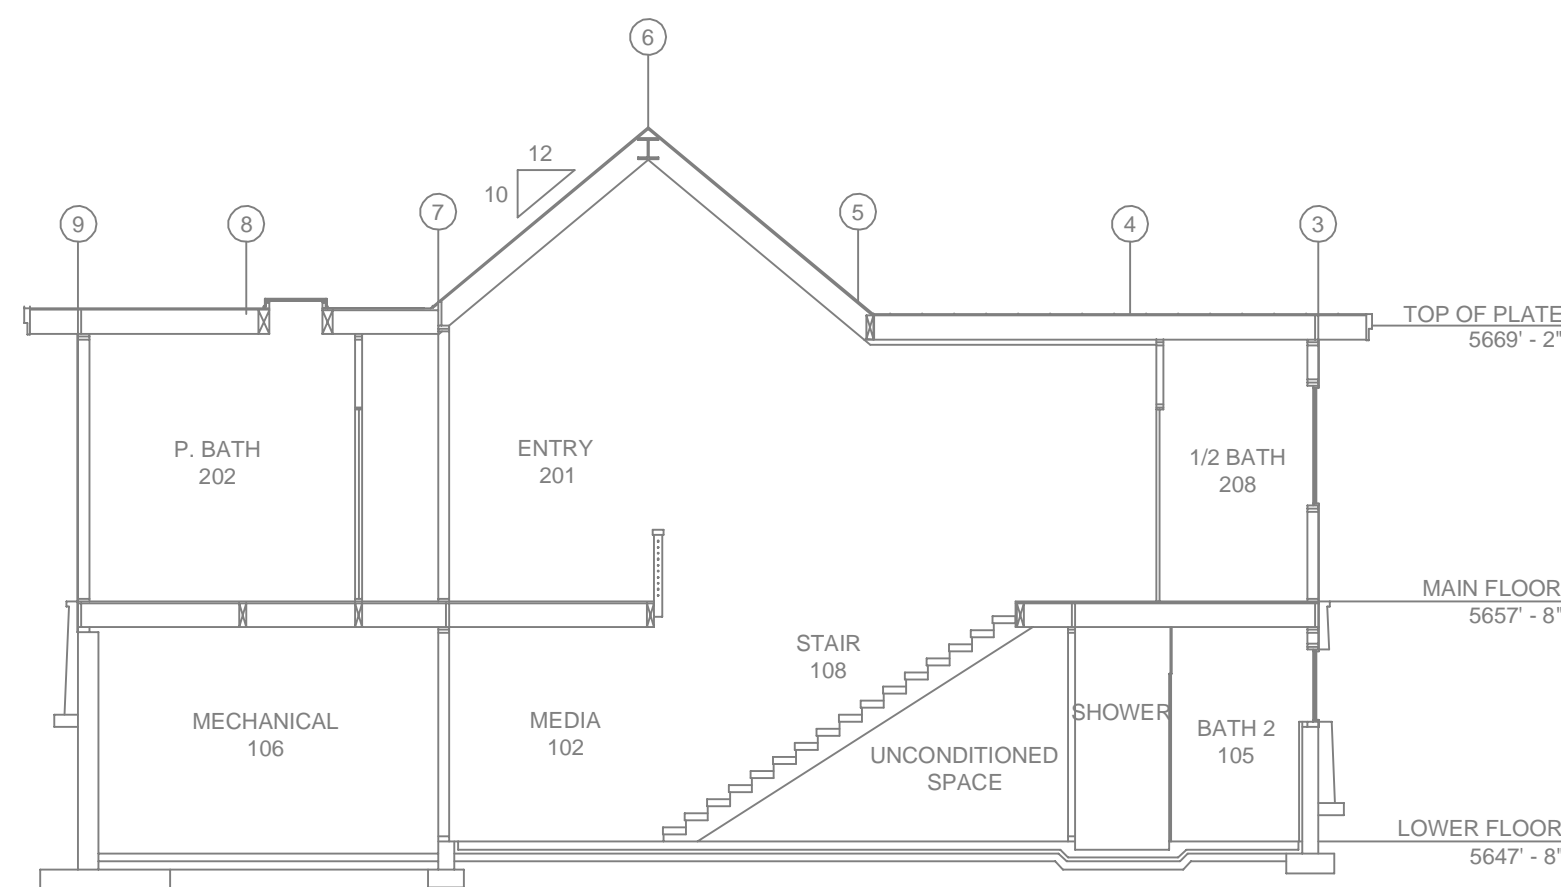 6
12
10
9
8
7
5
4
3
TOP OF PLATE
5669' - 2"
P. BATH
202
ENTRY
201
1/2 BATH
208
MAIN FLOOR
5657' - 8"
STAIR
108
MECHANICAL
106
MEDIA
102
SHOWER
UNCONDITIONED
SPACE
BATH 2
105
LOWER FLOOR
5647' - 8"